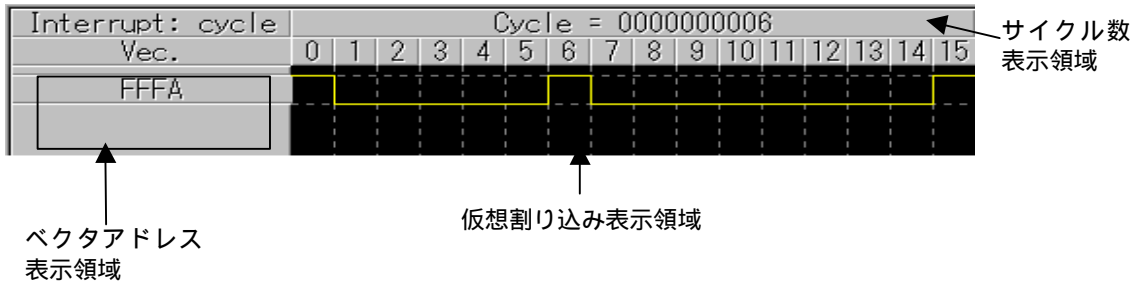 Interrupt: cycle
Cycle = 0000000006
サイクル数
表示領域
Vec.
0 1 2 3 4 5 6 7 8 9 10 11 12 13 14 15
FFFA
仮想割り込み表示領域
ベクタアドレス
表示領域